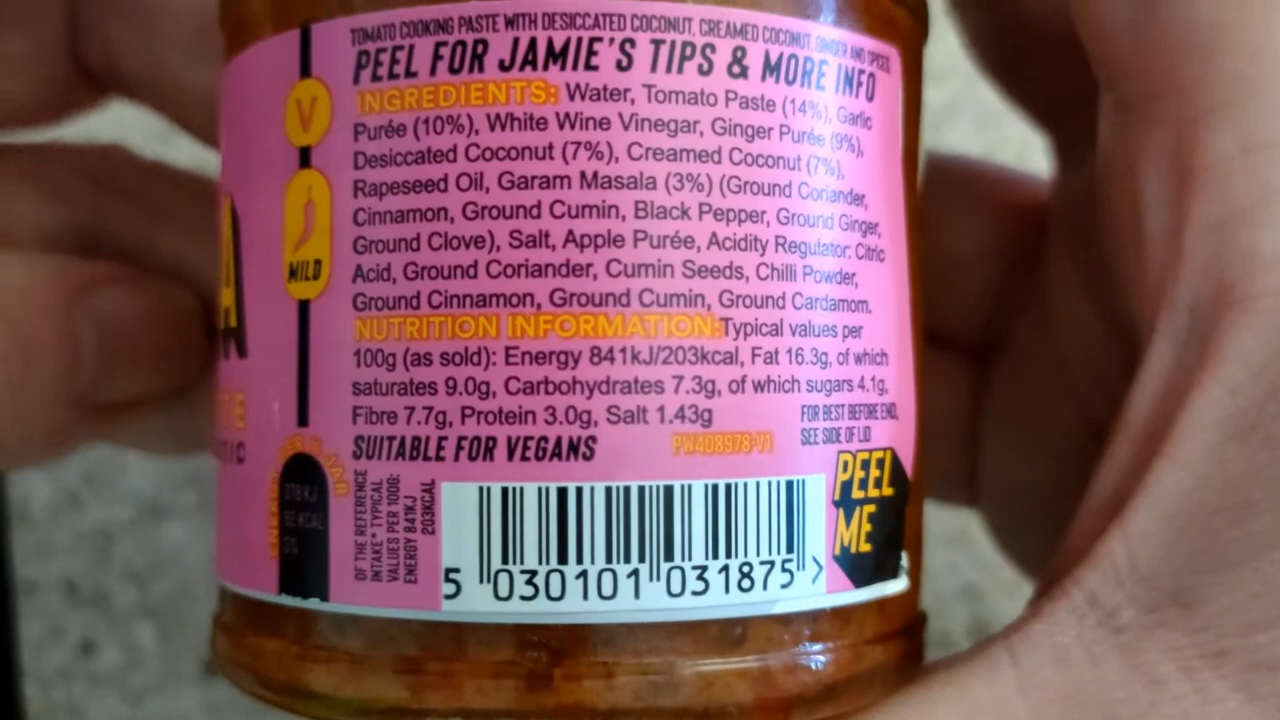 TOMATO COOKING PASTE WITH DESICCATED COCONUT, CREAMED COCONUT, GINGER AND SPICES.
PEEL FOR JAMIE'S TIPS & MORE INFO
INGREDIENTS: Water, Tomato Paste (14%), Garlic
Purée (10%), White Wine Vinegar, Ginger Purée (9%),
Desiccated Coconut (7%), Creamed Coconut (7%),
Rapeseed Oil, Garam Masala (3%) (Ground Coriander,
Cinnamon, Ground Cumin, Black Pepper, Ground Ginger,
Ground Clove), Salt, Apple Purée, Acidity Regulator: Citric
Acid, Ground Coriander, Cumin Seeds, Chilli Powder,
Ground Cinnamon, Ground Cumin, Ground Cardamom.
NUTRITION INFORMATION: Typical values per
100g (as sold): Energy 841kJ/203kcal, Fat 16.3g, of which
saturates 9.0g, Carbohydrates 7.3g, of which sugars 4.1g,
Fibre 7.7g, Protein 3.0g, Salt 1.43g
FOR BEST BEFORE END,
SEE SIDE OF LID
SUITABLE FOR VEGANS
PW408978-V1
V
MILD
OF THE REFERENCE
INTAKE* TYPICAL
VALUES PER 100G:
ENERGY 841KJ
203KCAL
5 030101 031875 >
PEEL
ME